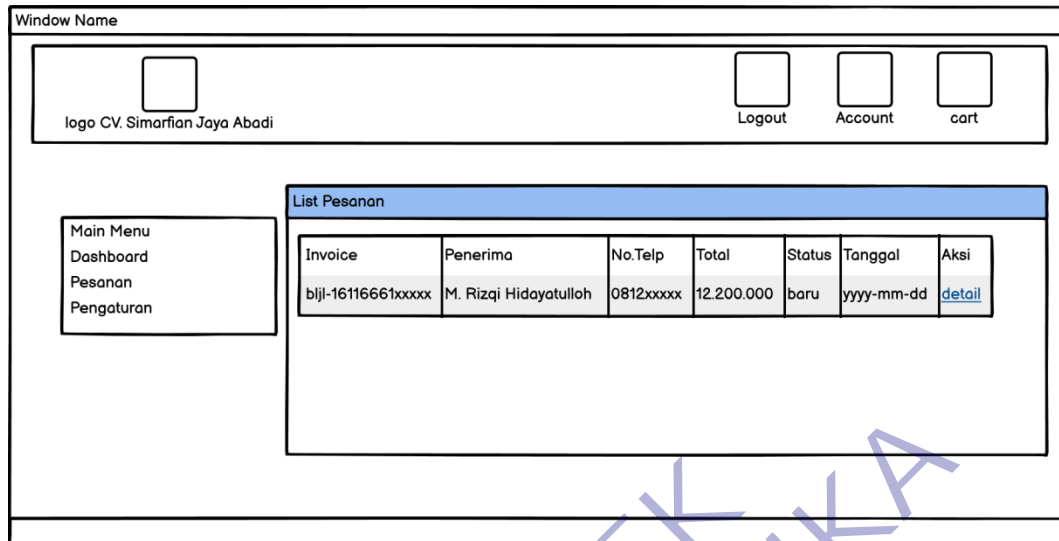 Window Name
logo CV. Simarfian Jaya Abadi
Logout Account cart
List Pesanan
Main Menu
Dashboard
Pesanan
Pengaturan
Invoice Penerima No.Telp Total Status Tanggal Aksi
bljl-16116661xxxxx M. Rizqi Hidayatulloh 0812xxxxx 12.200.000 baru yyyy-mm-dd detail